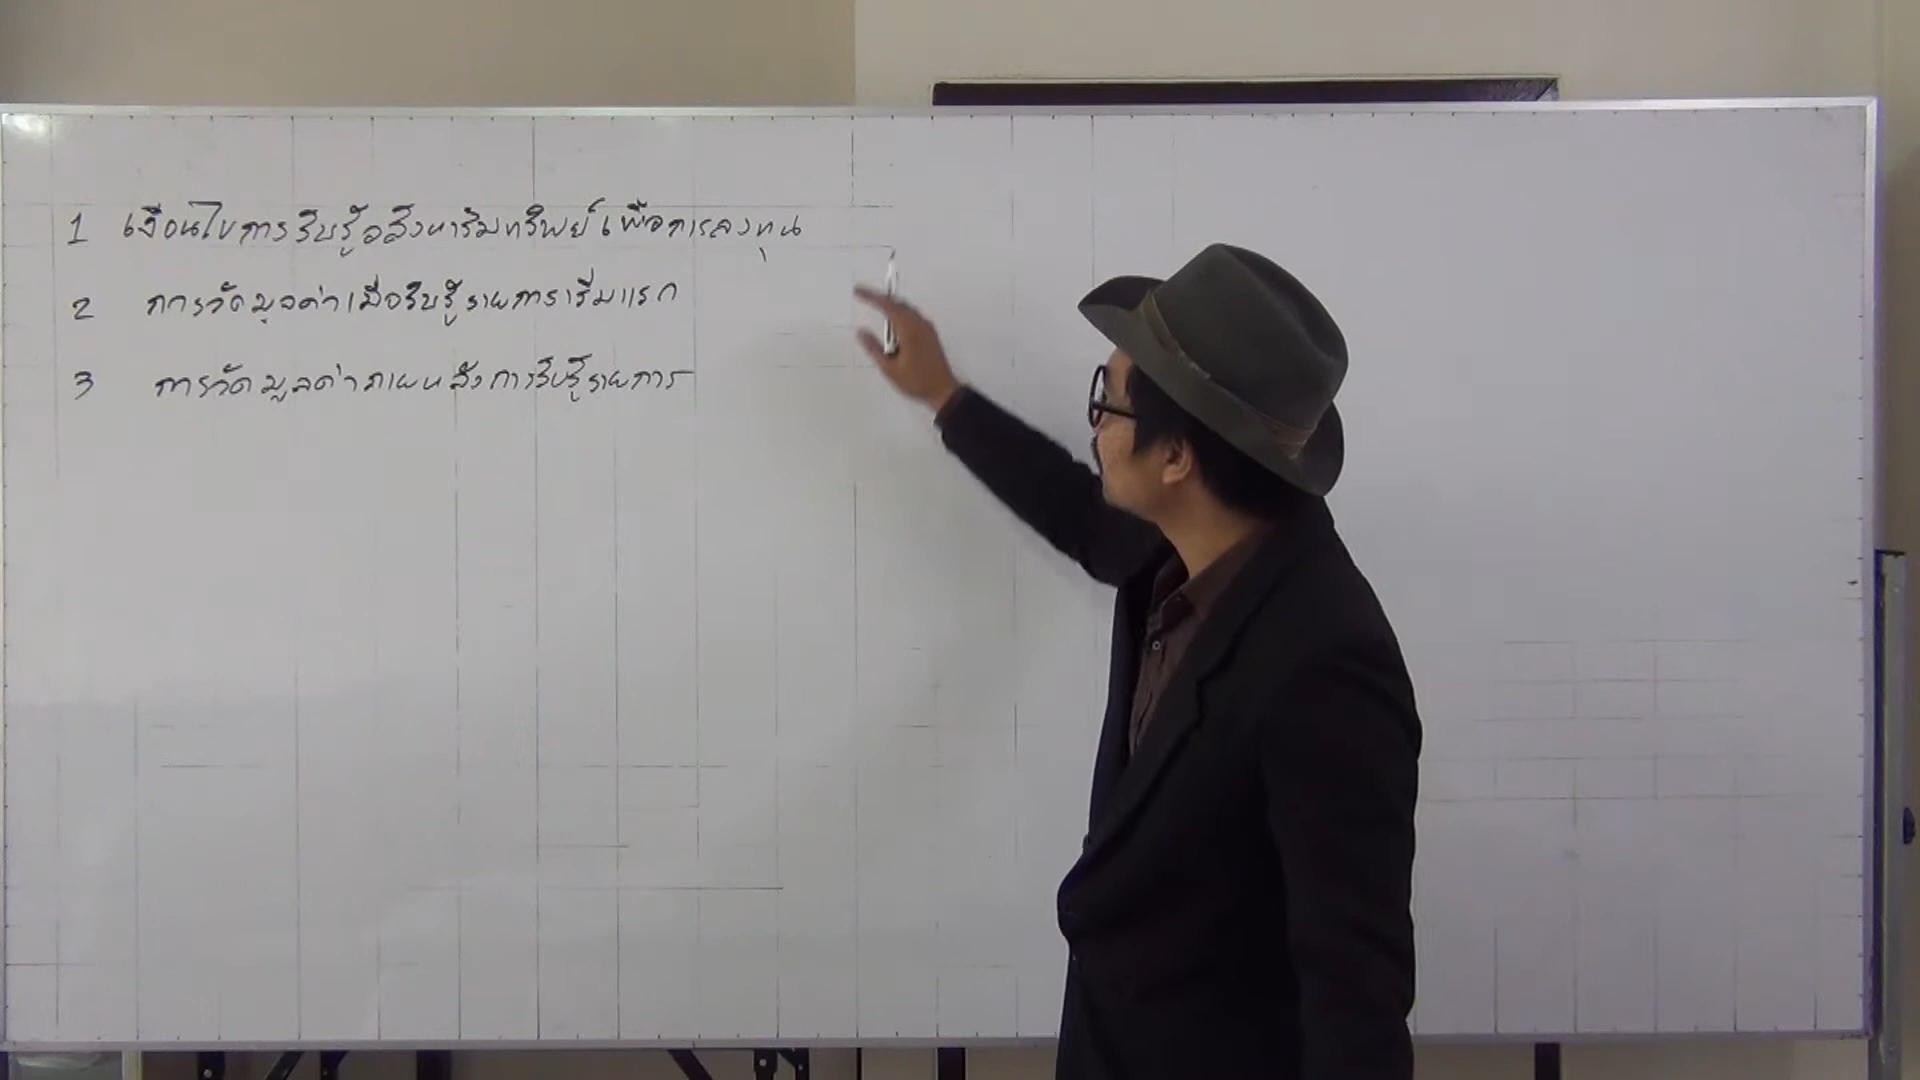 1 เงื่อนไขการรับรู้อสังหาริมทรัพย์เพื่อการลงทุน
2 การวัดมูลค่าเมื่อรับรู้รายการเริ่มแรก
3 การวัดมูลค่าภายหลังการรับรู้รายการ